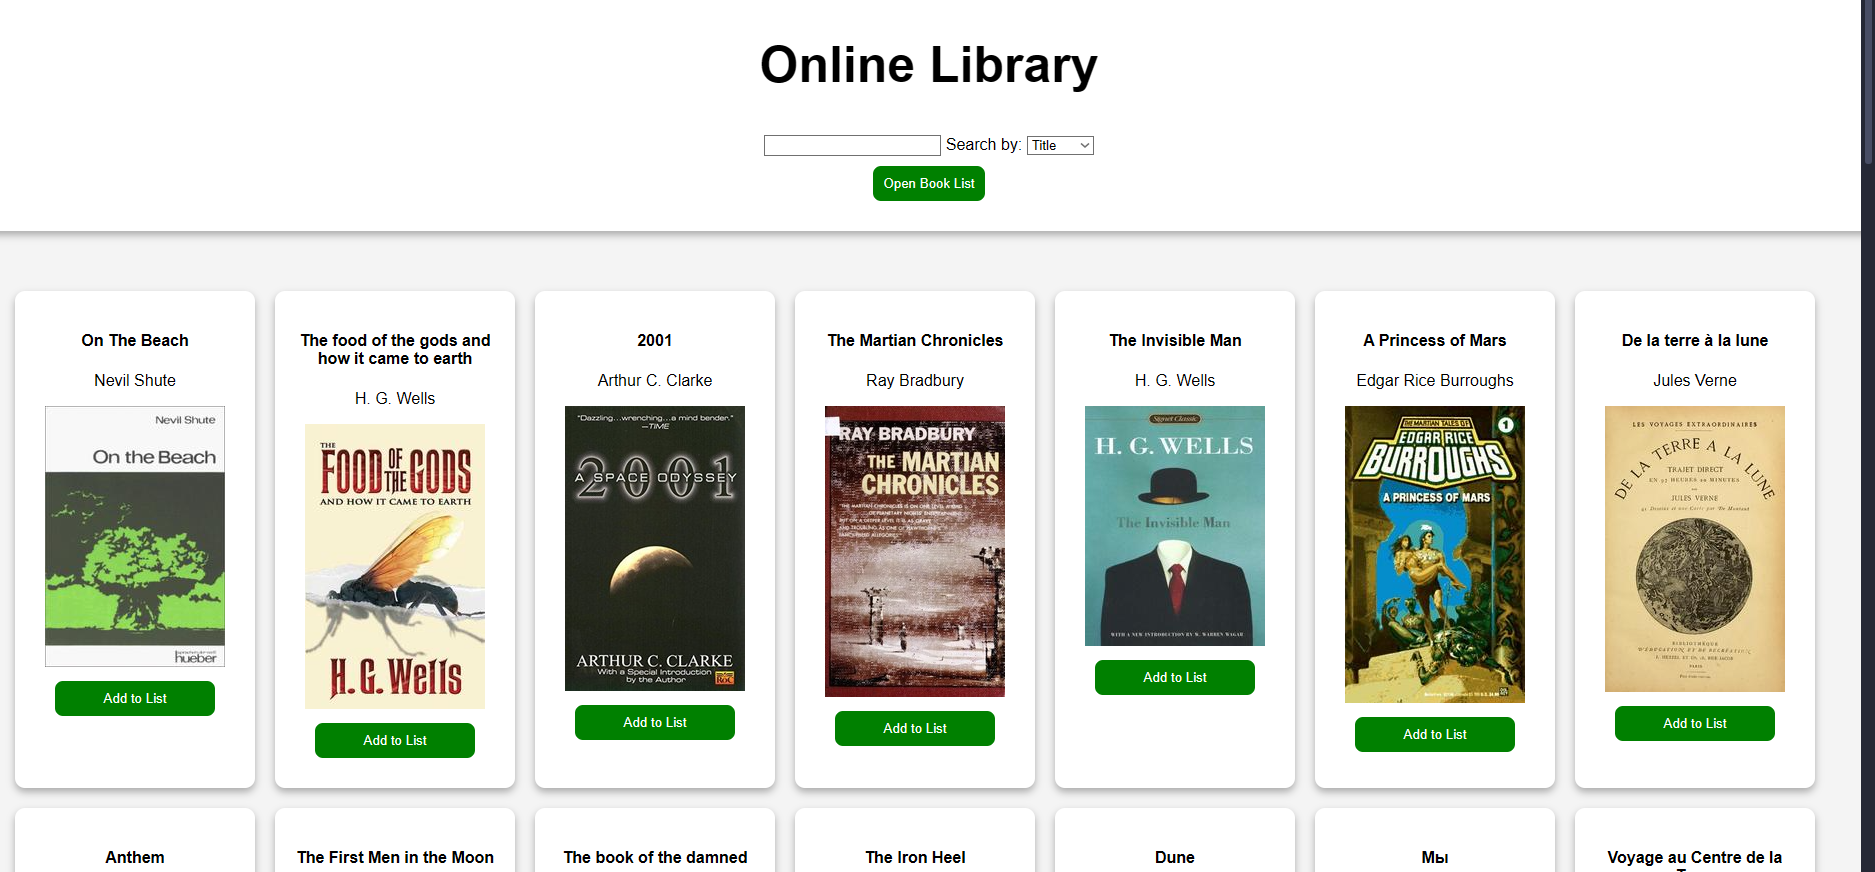 Online Library
Search by: Title
Open Book List
On The Beach
Nevil Shute
Nevil Shute
On the Beach
hueber
Add to List
The food of the gods and
how it came to earth
H. G. Wells
THE
FOOD OF THE GODS
AND HOW IT CAME TO EARTH
H.G. Wells
Add to List
2001
Arthur C. Clarke
"Dazzling...wrenching...a mind bender."
—TIME
2001
A SPACE ODYSSEY
ARTHUR C. CLARKE
With a Special Introduction
by the Author
ROC
Add to List
The Martian Chronicles
Ray Bradbury
RAY BRADBURY
THE MARTIAN
CHRONICLES
Add to List
The Invisible Man
H. G. Wells
Signet Classic
H. G. WELLS
The Invisible Man
WITH A NEW INTRODUCTION BY W. WARREN WAGAR
Add to List
A Princess of Mars
Edgar Rice Burroughs
THE MARTIAN TALES OF
1
EDGAR RICE
BURROUGHS
A PRINCESS OF MARS
Add to List
De la terre à la lune
Jules Verne
LES VOYAGES EXTRAORDINAIRES
DE LA TERRE A LA LUNE
TRAJET DIRECT
EN 97 HEURES 20 MINUTES
JULES VERNE
BIBLIOTHÈQUE
D'ÉDUCATION ET DE RÉCRÉATION
PARIS
Add to List
Anthem
The First Men in the Moon
The book of the damned
The Iron Heel
Dune
Мы
Voyage au Centre de la